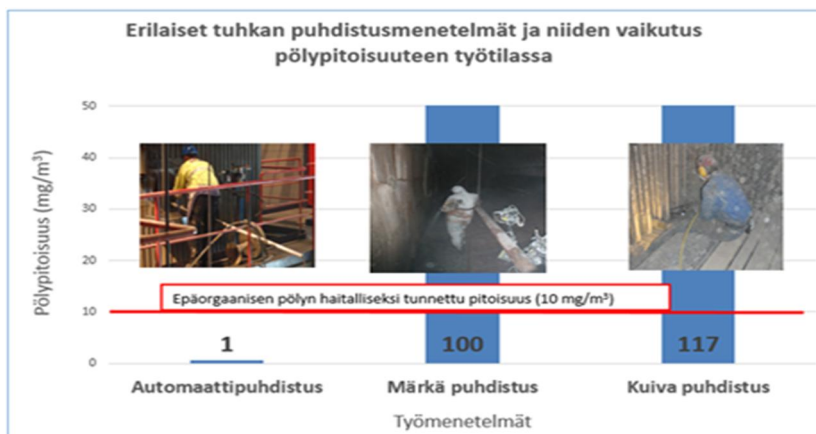 Erilaiset tuhkan puhdistusmenetelmät ja niiden vaikutus
pölypitoisuuteen työtilassa
Pölypitoisuus (mg/m³)
50
40
30
20
10
0
Epäorgaanisen pölyn haitalliseksi tunnettu pitoisuus (10 mg/m³)
1
100
117
Automaattipuhdistus
Märkä puhdistus
Kuiva puhdistus
Työmenetelmät